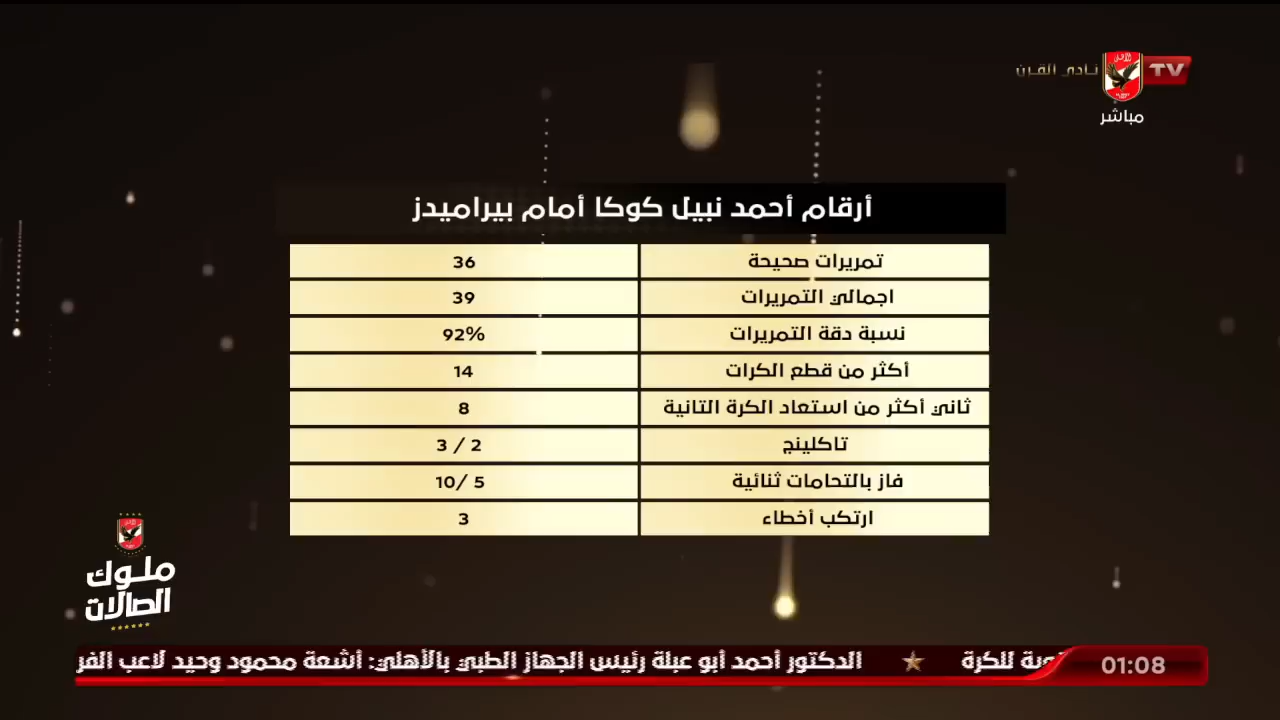 نادي القرن TV
مباشر
أرقام أحمد نبيل كوكا أمام بيراميدز
تمريرات صحيحة 36
اجمالي التمريرات 39
نسبة دقة التمريرات 92%
أكثر من قطع الكرات 14
ثاني أكثر من استعاد الكرة التانية 8
تاكلينج 3 / 2
فاز بالتحامات ثنائية 10/ 5
ارتكب أخطاء 3
ملوك
الصالات
01:08 للكرة ★ الدكتور أحمد أبو عبلة رئيس الجهاز الطبي بالأهلي: أشعة محمود وحيد لاعب الفر